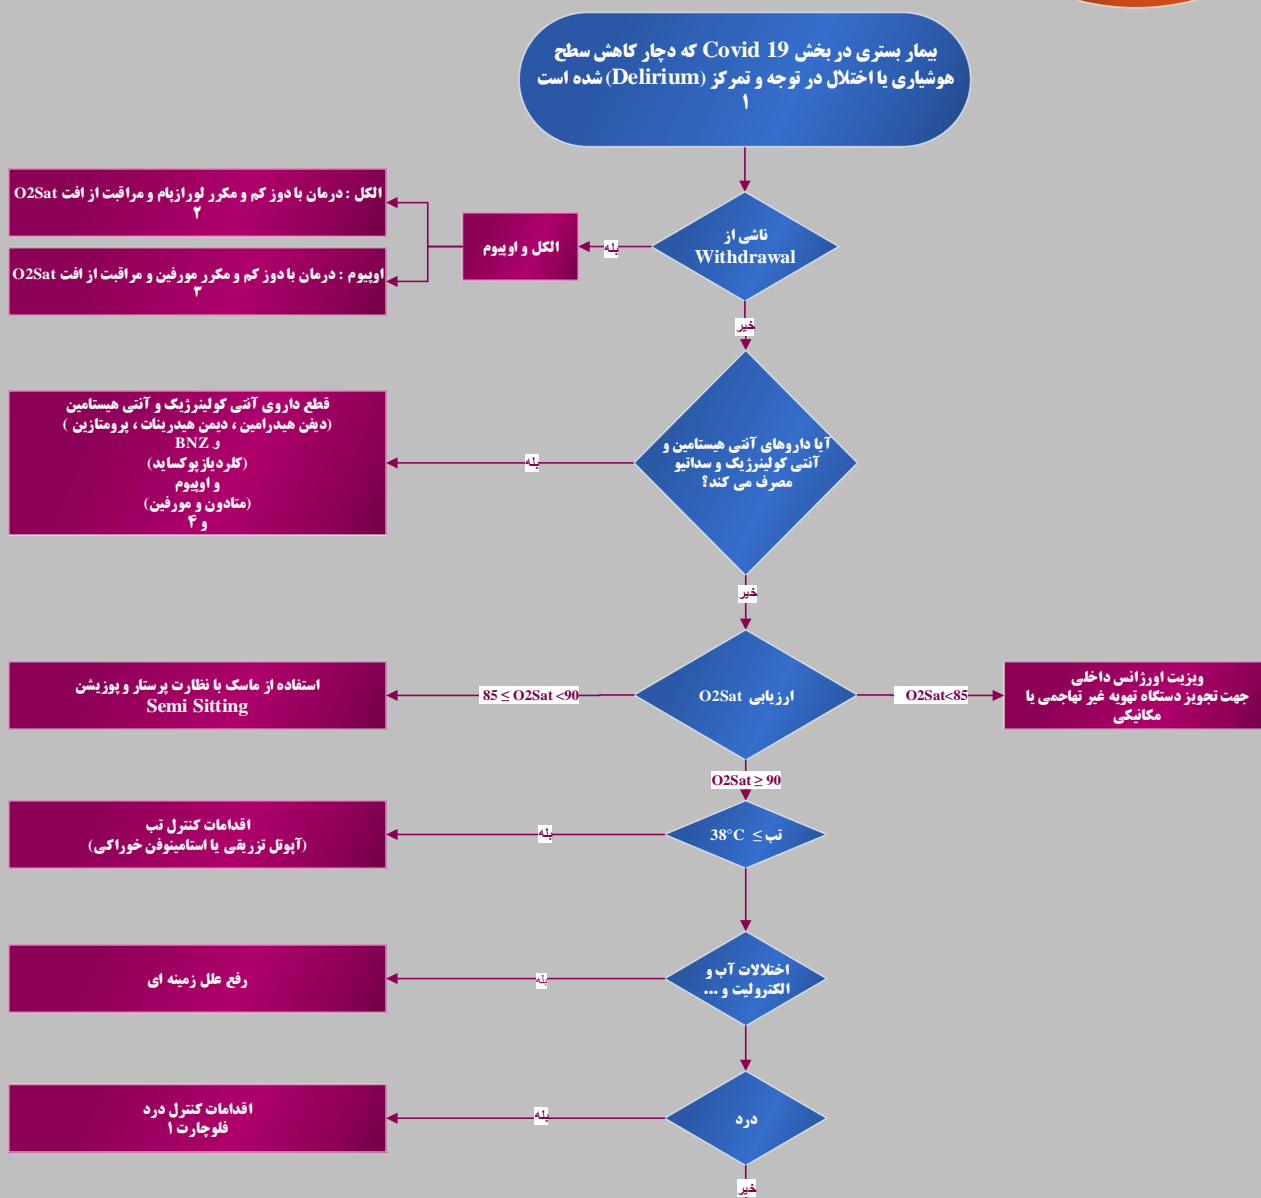 بیمار بستری در بخش Covid 19 که دچار کاهش سطح
هوشیاری یا اختلال در توجه و تمرکز (Delirium) شده است
۱
ناشی از
Withdrawal
بله
الکل و اوپیوم
الکل : درمان با دوز کم و مکرر لورازپام و مراقبت از افت O2Sat
۲
اوپیوم : درمان با دوز کم و مکرر مورفین و مراقبت از افت O2Sat
۳
خیر
آیا داروهای آنتی هیستامین و
آنتی کولینرژیک و سداتیو
مصرف می کند؟
بله
قطع داروی آنتی کولینرژیک و آنتی هیستامین
(دیفن هیدرامین ، دیمن هیدرینات ، پرومتازین )
و BNZ
(کلردیازپوکساید)
و اوپیوم
(متادون و مورفین)
و ۴
خیر
ارزیابی O2Sat
O2Sat<85
ویزیت اورژانس داخلی
جهت تجویز دستگاه تهویه غیر تهاجمی یا
مکانیکی
85 ≤ O2Sat <90
استفاده از ماسک با نظارت پرستار و پوزیشن
Semi Sitting
O2Sat ≥ 90
تب ≥ 38°C
بله
اقدامات کنترل تب
(آپوتل تزریقی یا استامینوفن خوراکی)
اختلالات آب و
الکترولیت و ...
بله
رفع علل زمینه ای
درد
بله
اقدامات کنترل درد
فلوچارت ۱
خیر